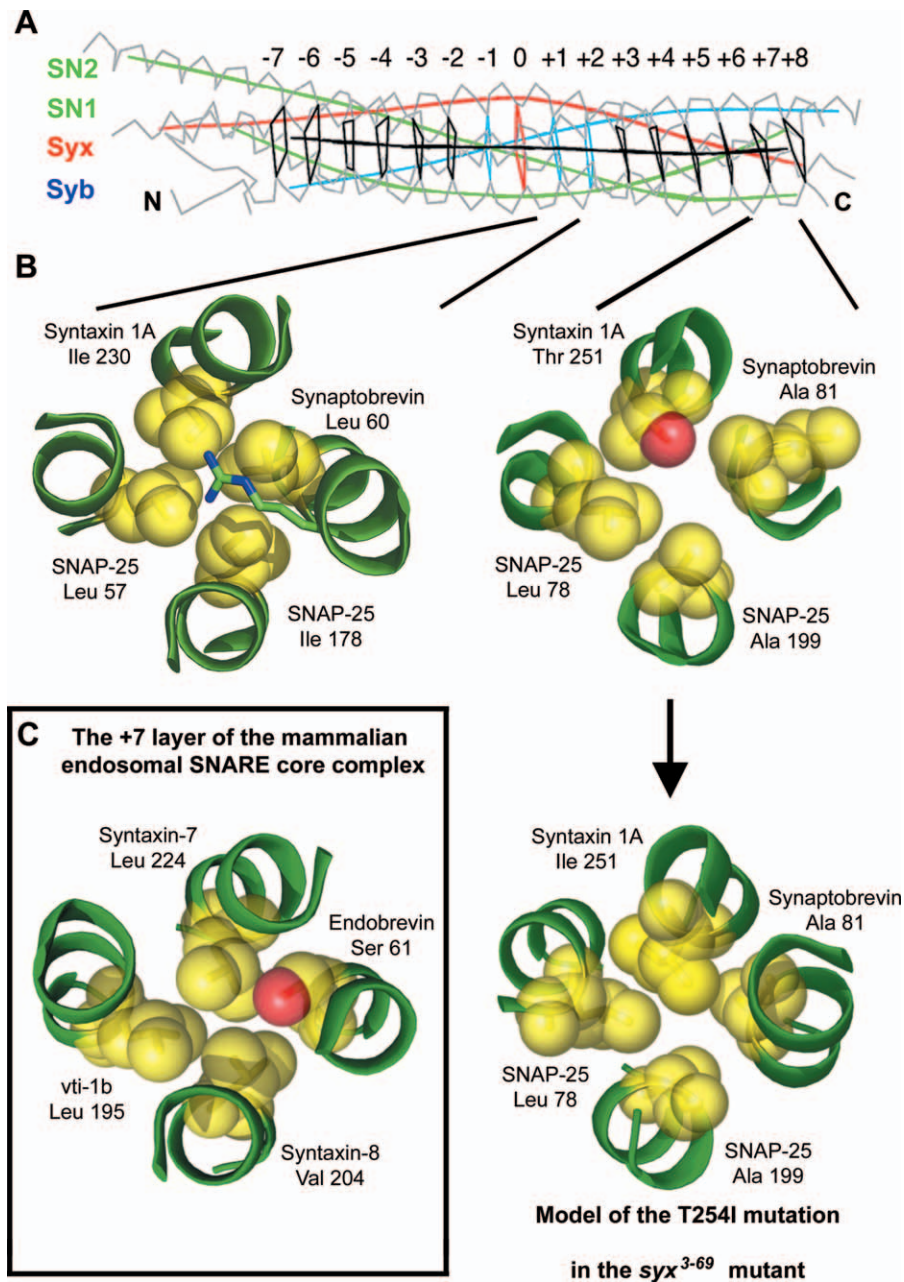 A
-7 -6 -5 -4 -3 -2 -1 0 +1 +2 +3 +4 +5 +6 +7 +8
SN2
SN1
Syx
Syb
N
C
B
Syntaxin 1A
Ile 230
Synaptobrevin
Leu 60
SNAP-25
Leu 57
SNAP-25
Ile 178
Syntaxin 1A
Thr 251
Synaptobrevin
Ala 81
SNAP-25
Leu 78
SNAP-25
Ala 199
C
The +7 layer of the mammalian
endosomal SNARE core complex
Syntaxin-7
Leu 224
Endobrevin
Ser 61
vti-1b
Leu 195
Syntaxin-8
Val 204
Syntaxin 1A
Ile 251
Synaptobrevin
Ala 81
SNAP-25
Leu 78
SNAP-25
Ala 199
Model of the T254I mutation
in the syx3-69 mutant